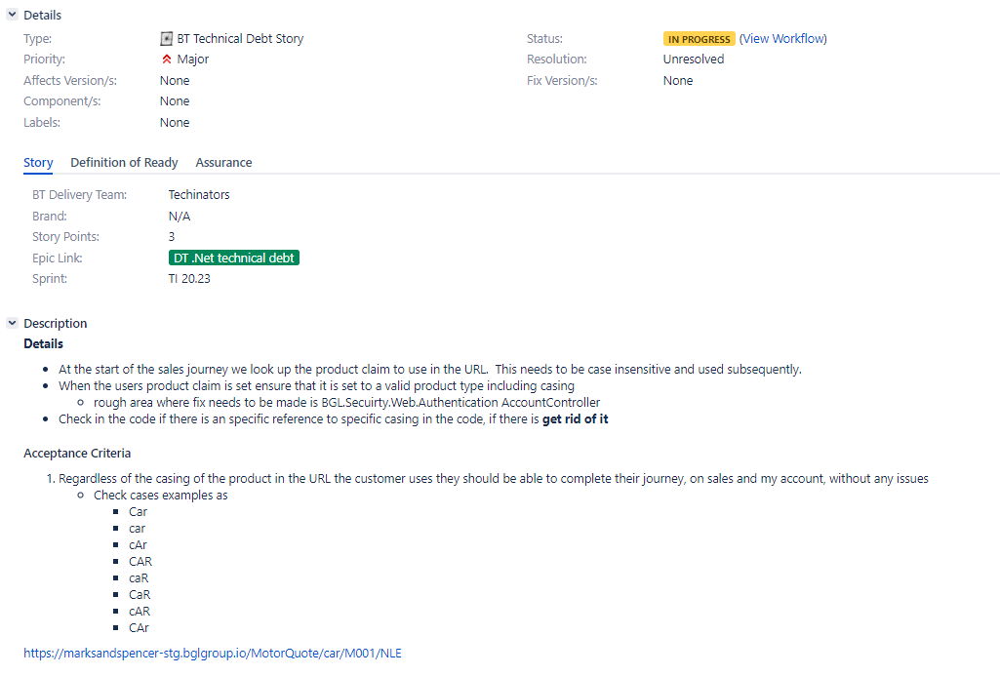 Details
Type: BT Technical Debt Story Status: IN PROGRESS (View Workflow)
Priority: Major Resolution: Unresolved
Affects Version/s: None Fix Version/s: None
Component/s: None
Labels: None
Story Definition of Ready Assurance
BT Delivery Team: Techinators
Brand: N/A
Story Points: 3
Epic Link: DT .Net technical debt
Sprint: TI 20.23
Description
Details
At the start of the sales journey we look up the product claim to use in the URL. This needs to be case insensitive and used subsequently.
When the users product claim is set ensure that it is set to a valid product type including casing
rough area where fix needs to be made is BGL.Secuirty.Web.Authentication AccountController
Check in the code if there is an specific reference to specific casing in the code, if there is get rid of it
Acceptance Criteria
1. Regardless of the casing of the product in the URL the customer uses they should be able to complete their journey, on sales and my account, without any issues
Check cases examples as
Car
car
cAr
CAR
caR
CaR
cAR
CAr
https://marksandspencer-stg.bglgroup.io/MotorQuote/car/M001/NLE